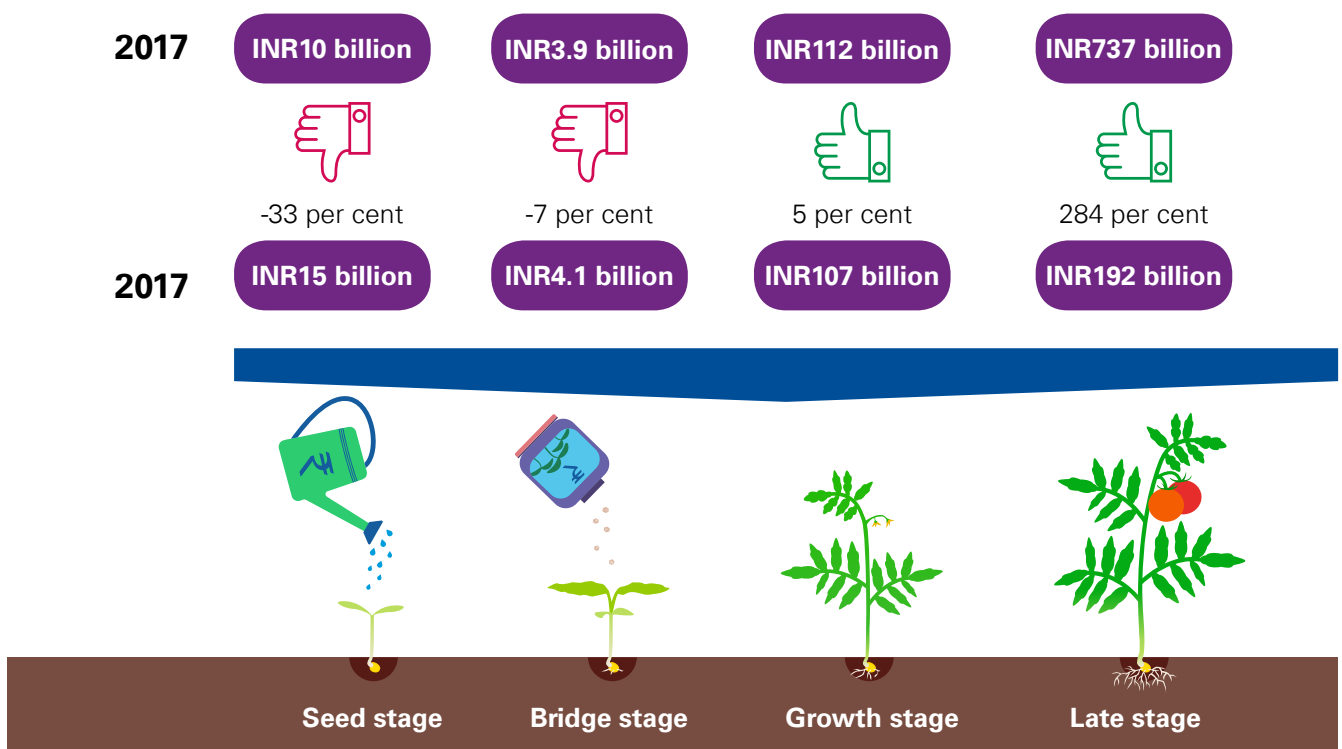 2017 INR10 billion INR3.9 billion INR112 billion INR737 billion
-33 per cent -7 per cent 5 per cent 284 per cent
2017 INR15 billion INR4.1 billion INR107 billion INR192 billion
₹ ₹
Seed stage Bridge stage Growth stage Late stage